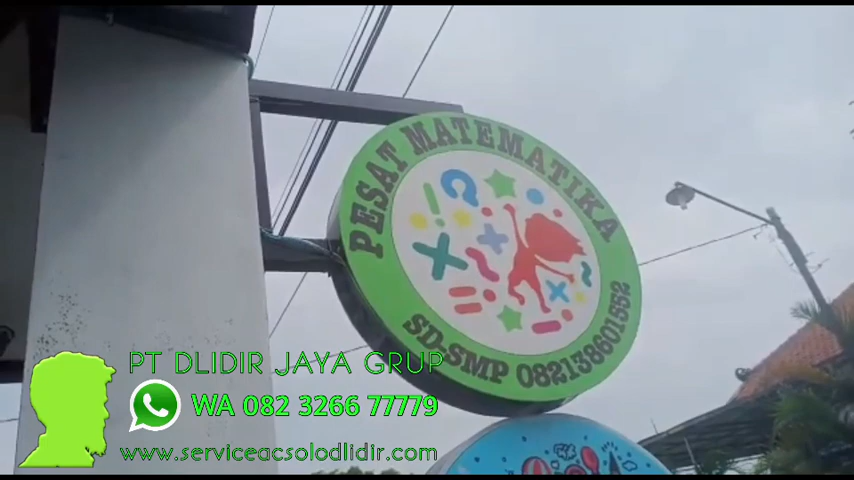 PESAT MATEMATIKA
SD-SMP 082138601552
PT DLIDIR JAYA GRUP
WA 082 3266 77779
www.serviceacsolodlidir.com